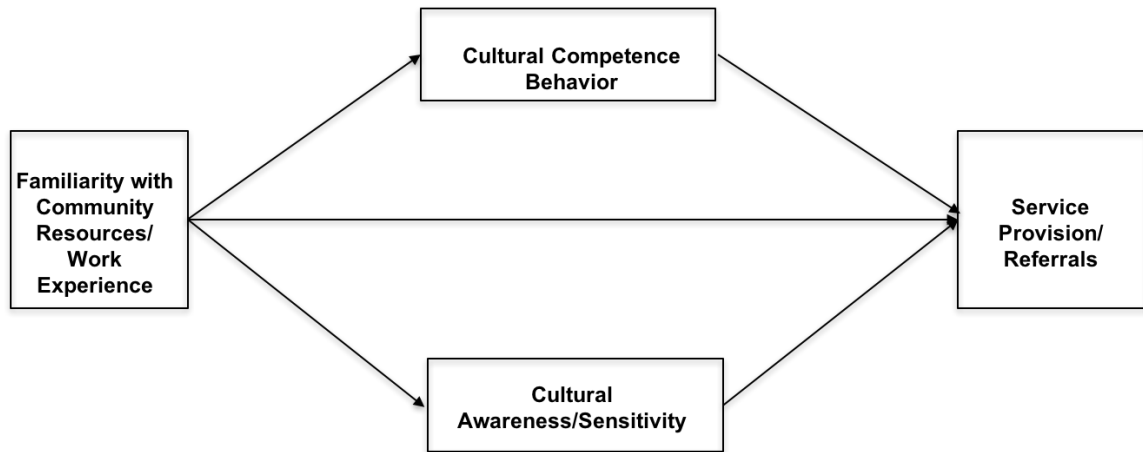 Cultural Competence
Behavior
Familiarity with
Community
Resources/
Work
Experience
Service
Provision/
Referrals
Cultural
Awareness/Sensitivity